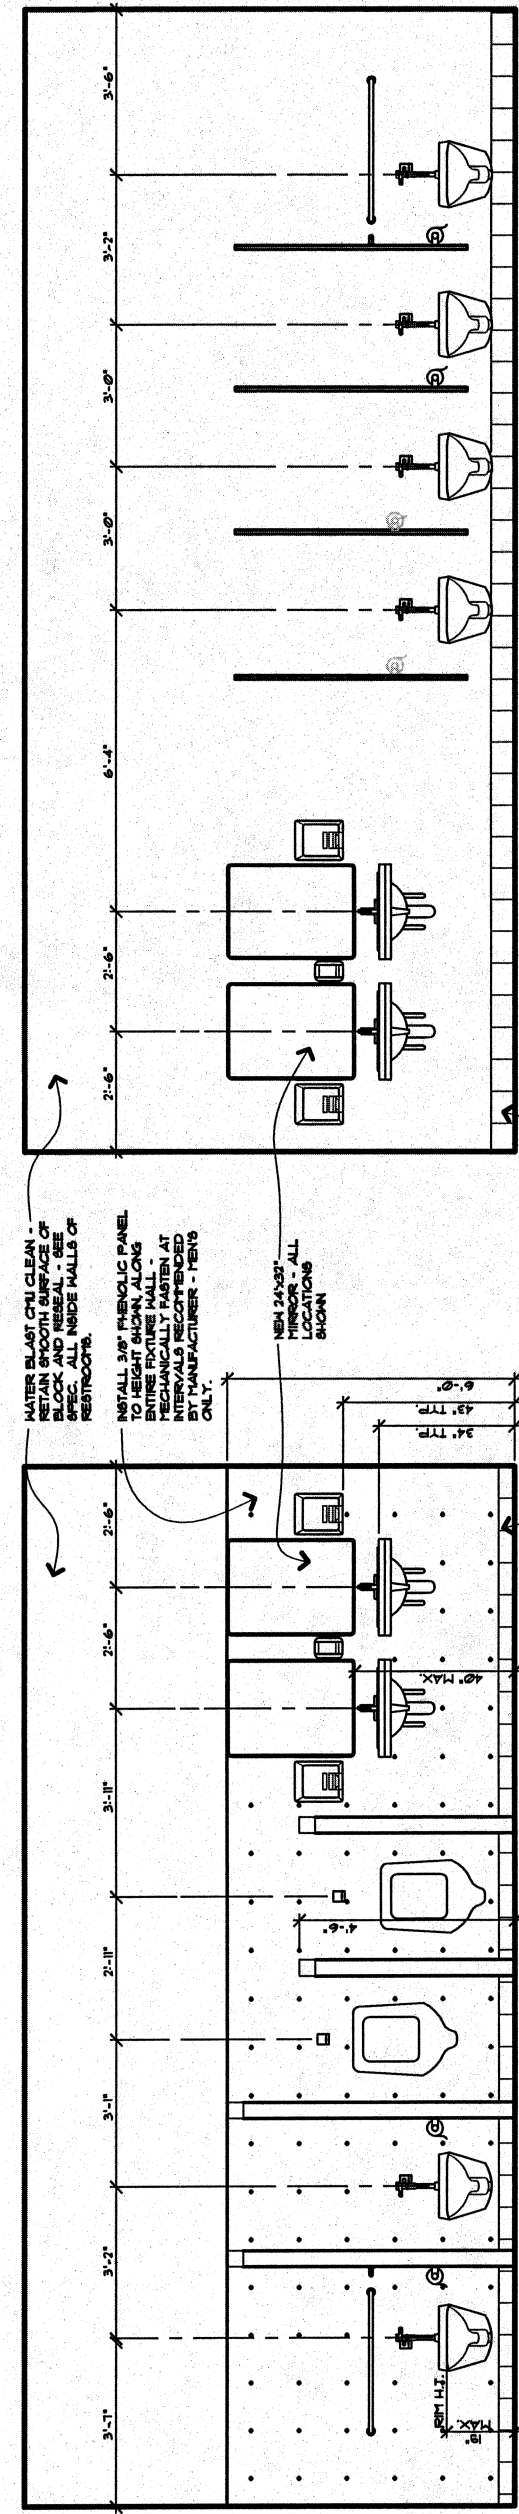 3'-7"
3'-2"
3'-1"
2'-11"
3'-11"
2'-6"
2'-6"
RIM HT.
19"
MAX.
4'-6"
40" MAX.
34" TYP.
43" TYP.
6'-0"
WATER BLAST CMU CLEAN -
RETAIN SMOOTH SURFACE OF
BLOCK AND RESEAL - SEE
SPEC. ALL INSIDE WALLS OF
RESTROOMS.
INSTALL 3/8" PHENOLIC PANEL
TO HEIGHT SHOWN, ALONG
ENTIRE FIXTURE WALL -
MECHANICALLY FASTEN AT
INTERVALS RECOMMENDED
BY MANUFACTURER - MEN'S
ONLY.
NEW 24"x32"
MIRROR - ALL
LOCATIONS
SHOWN
2'-6"
2'-6"
6'-4"
3'-0"
3'-0"
3'-2"
3'-6"